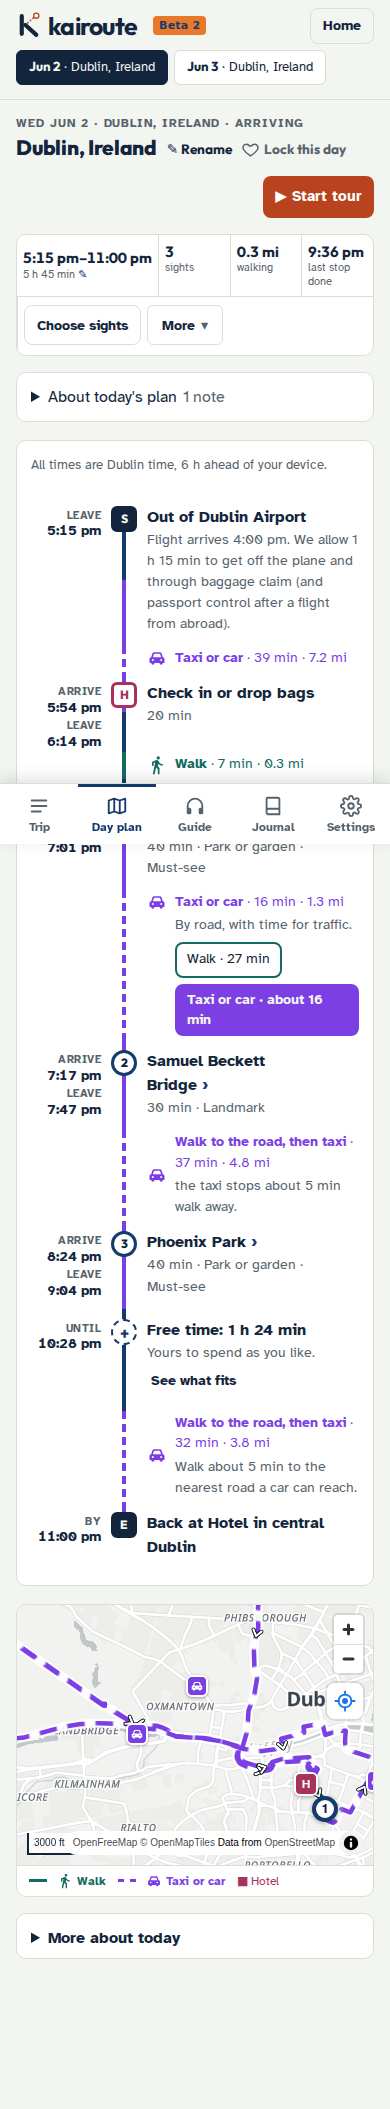 kairoute
Beta 2
Home
Jun 2 · Dublin, Ireland
Jun 3 · Dublin, Ireland
WED JUN 2 · DUBLIN, IRELAND · ARRIVING
Dublin, Ireland
✎ Rename
Lock this day
▶ Start tour
5:15 pm–11:00 pm
5 h 45 min ✎
3
sights
0.3 mi
walking
9:36 pm
last stop
done
Choose sights
More ▾
▶ About today's plan 1 note
All times are Dublin time, 6 h ahead of your device.
LEAVE
5:15 pm
S
Out of Dublin Airport
Flight arrives 4:00 pm. We allow 1
h 15 min to get off the plane and
through baggage claim (and
passport control after a flight
from abroad).
Taxi or car · 39 min · 7.2 mi
ARRIVE
5:54 pm
LEAVE
6:14 pm
H
Check in or drop bags
20 min
Walk · 7 min · 0.3 mi
Trip
Day plan
Guide
Journal
Settings
7:01 pm
40 min · Park or garden ·
Must-see
Taxi or car · 16 min · 1.3 mi
By road, with time for traffic.
Walk · 27 min
Taxi or car · about 16
min
ARRIVE
7:17 pm
LEAVE
7:47 pm
2
Samuel Beckett
Bridge ›
30 min · Landmark
Walk to the road, then taxi ·
37 min · 4.8 mi
the taxi stops about 5 min
walk away.
ARRIVE
8:24 pm
LEAVE
9:04 pm
3
Phoenix Park ›
40 min · Park or garden ·
Must-see
UNTIL
10:28 pm
+
Free time: 1 h 24 min
Yours to spend as you like.
See what fits
Walk to the road, then taxi ·
32 min · 3.8 mi
Walk about 5 min to the
nearest road a car can reach.
BY
11:00 pm
E
Back at Hotel in central
Dublin
PHIBS OROUGH
+
−
OXMANTOWN
Dub
ANDBRIDGE
KILMAINHAM
H
1
ICORE
RIALTO
3000 ft
OpenFreeMap © OpenMapTiles Data from OpenStreetMap
PORTOBELLO
Walk
Taxi or car
Hotel
▶ More about today